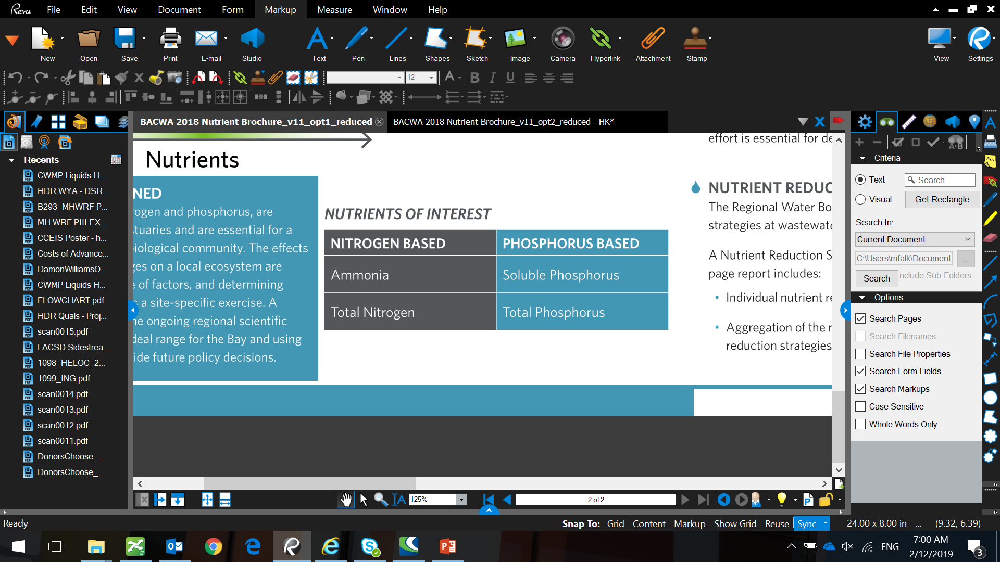 Revu File Edit View Document Form Markup Measure Window Help
New Open Save Print E-mail Studio Text Pen Lines Shapes Sketch Image Camera Hyperlink Attachment Stamp View Settings
12 A B I U
BACWA 2018 Nutrient Brochure_v11_opt1_reduced
BACWA 2018 Nutrient Brochure_v11_opt2_reduced - HK*
Recents
CWMP Liquids H...
HDR WYA - DSR...
B293_MHWRF P...
MH WRF PIII EX...
CCEIS Poster - h...
Costs of Advance...
DamonWilliamsO...
CWMP Liquids H...
FLOWCHART.pdf
HDR Quals - Proj...
scan0015.pdf
LACSD Sidestrea...
1098_HELOC_2...
1099_ING.pdf
scan0014.pdf
scan0013.pdf
scan0012.pdf
scan0011.pdf
DonorsChoose_...
DonorsChoose_...
Nutrients
NED
rogen and phosphorus, are
stuaries and are essential for a
biological community. The effects
ges on a local ecosystem are
e of factors, and determining
s a site-specific exercise. A
he ongoing regional scientific
deal range for the Bay and using
ide future policy decisions.
NUTRIENTS OF INTEREST
NITROGEN BASED PHOSPHORUS BASED
Ammonia Soluble Phosphorus
Total Nitrogen Total Phosphorus
effort is essential for de
NUTRIENT REDUC
The Regional Water Bo
strategies at wastewate
A Nutrient Reduction S
page report includes:
• Individual nutrient re
• Aggregation of the r
reduction strategies
Criteria
Text Search
Visual Get Rectangle
Search In:
Current Document
C:\Users\mfalk\Document ...
Search nclude Sub-Folders
Options
Search Pages
Search Filenames
Search File Properties
Search Form Fields
Search Markups
Case Sensitive
Whole Words Only
125% 2 of 2
Ready Snap To: Grid Content Markup Show Grid Reuse Sync 24.00 x 8.00 in ... (9.32, 6.39)
ENG 7:00 AM
2/12/2019 3